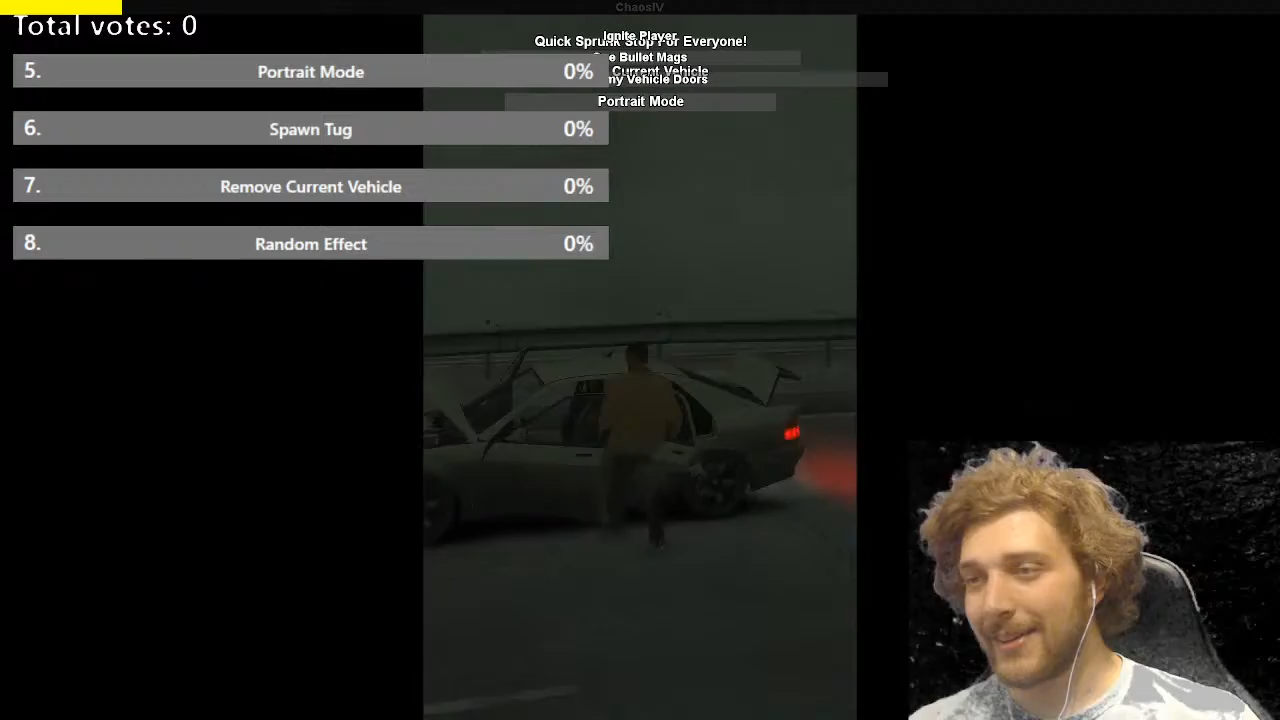 ChaosIV
Total votes: 0
Ignite Player
Quick Sprunk Stop For Everyone!
Bullet Mags
5. Portrait Mode 0%
Current Vehicle
Vehicle Doors
Portrait Mode
6. Spawn Tug 0%
7. Remove Current Vehicle 0%
8. Random Effect 0%